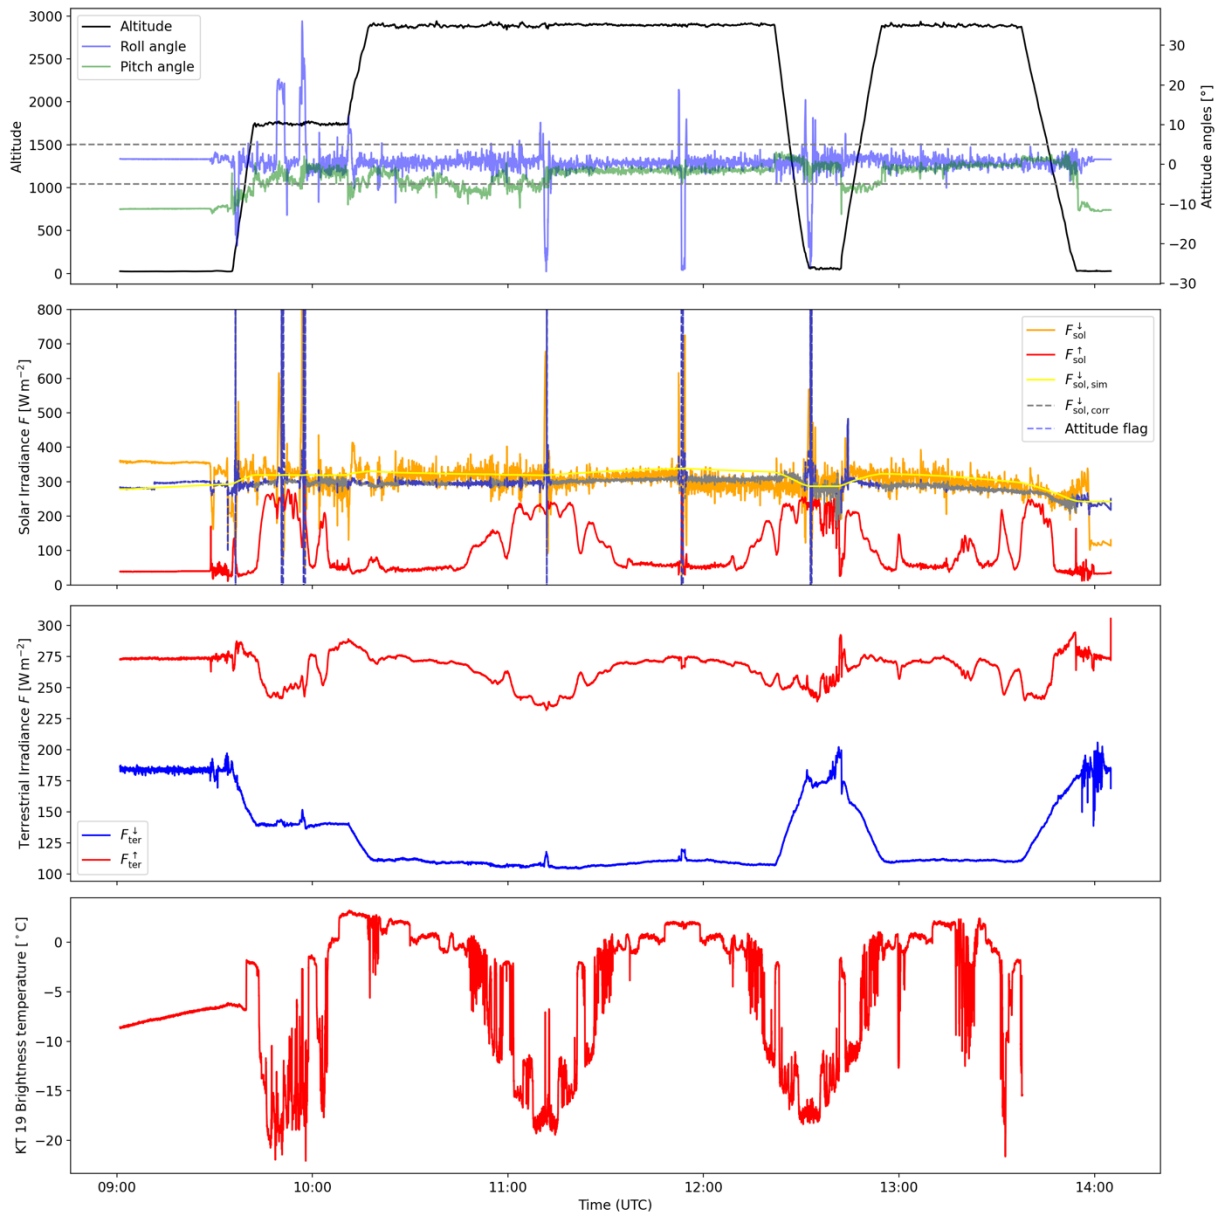 3000
2500
2000
1500
1000
500
0
Altitude
Altitude
Roll angle
Pitch angle
30
20
10
0
−10
−20
−30
Attitude angles [°]
800
700
600
500
400
300
200
100
0
Solar Irradiance F [W m⁻²]
F↓sol
F↑sol
F↓sol, sim
F↓sol, corr
Attitude flag
300
275
250
225
200
175
150
125
100
Terrestrial Irradiance F [W m⁻²]
F↓ter
F↑ter
0
−5
−10
−15
−20
KT 19 Brightness temperature [°C]
09:00 10:00 11:00 12:00 13:00 14:00
Time (UTC)